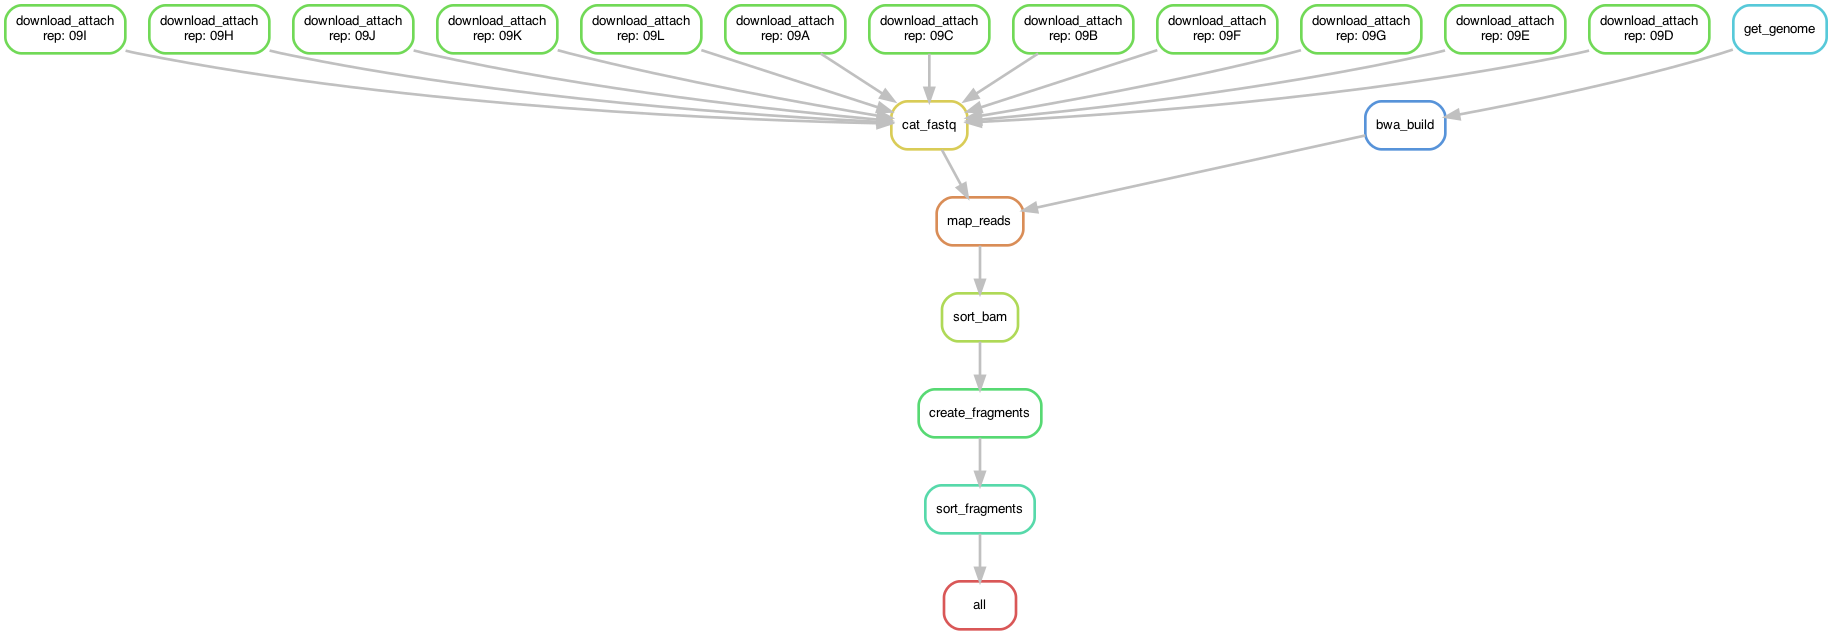 download_attach
rep: 09I
download_attach
rep: 09H
download_attach
rep: 09J
download_attach
rep: 09K
download_attach
rep: 09L
download_attach
rep: 09A
download_attach
rep: 09C
download_attach
rep: 09B
download_attach
rep: 09F
download_attach
rep: 09G
download_attach
rep: 09E
download_attach
rep: 09D
get_genome
cat_fastq
bwa_build
map_reads
sort_bam
create_fragments
sort_fragments
all